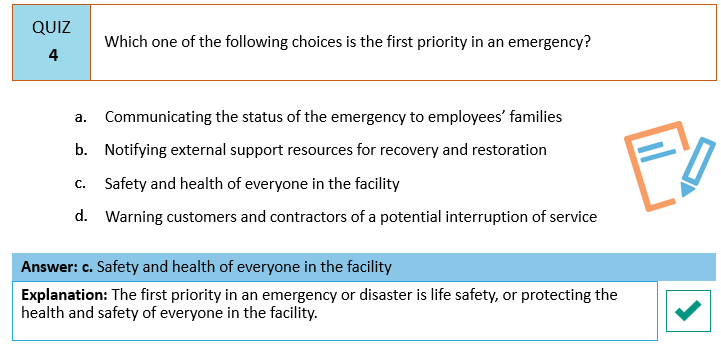 QUIZ
4
Which one of the following choices is the first priority in an emergency?
a. Communicating the status of the emergency to employees’ families
b. Notifying external support resources for recovery and restoration
c. Safety and health of everyone in the facility
d. Warning customers and contractors of a potential interruption of service
Answer: c. Safety and health of everyone in the facility
Explanation: The first priority in an emergency or disaster is life safety, or protecting the
health and safety of everyone in the facility.